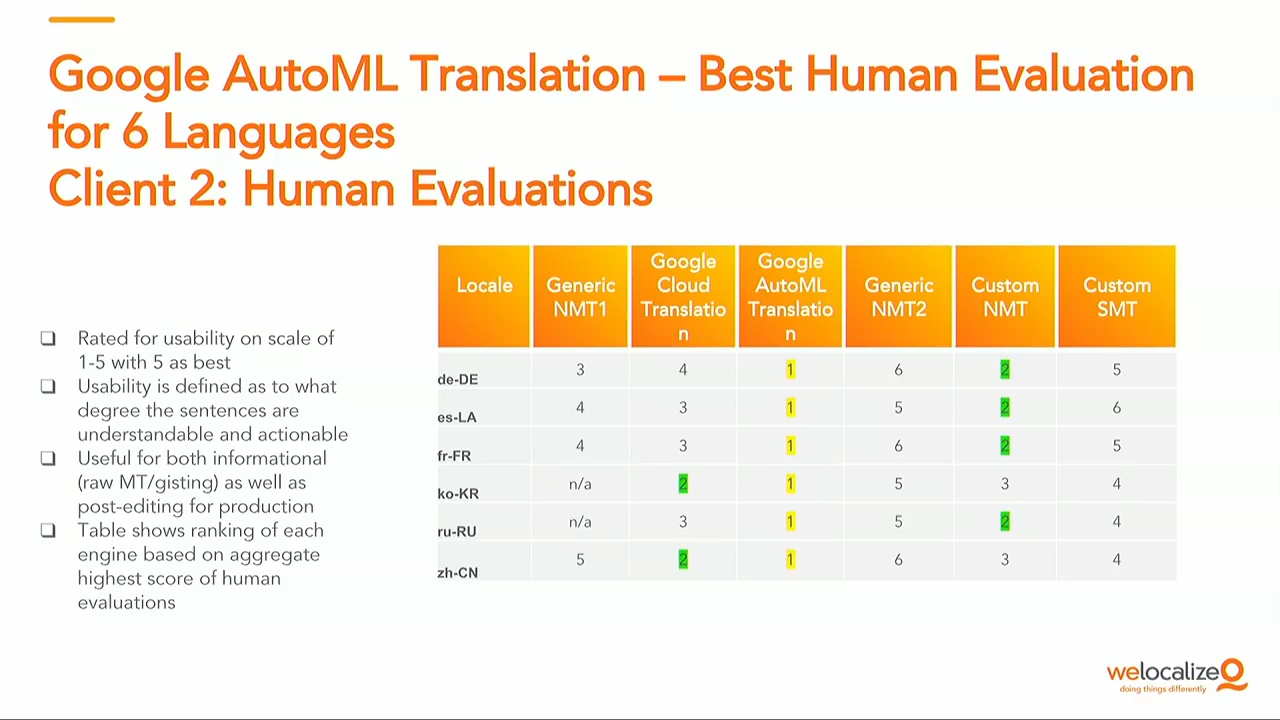 Google AutoML Translation – Best Human Evaluation
for 6 Languages
Client 2: Human Evaluations
❑ Rated for usability on scale of
1-5 with 5 as best
❑ Usability is defined as to what
degree the sentences are
understandable and actionable
❑ Useful for both informational
(raw MT/gisting) as well as
post-editing for production
❑ Table shows ranking of each
engine based on aggregate
highest score of human
evaluations
Locale
Generic
NMT1
Google
Cloud
Translatio
n
Google
AutoML
Translatio
n
Generic
NMT2
Custom
NMT
Custom
SMT
de-DE 3 4 1 6 2 5
es-LA 4 3 1 5 2 6
fr-FR 4 3 1 6 2 5
ko-KR n/a 2 1 5 3 4
ru-RU n/a 3 1 5 2 4
zh-CN 5 2 1 6 3 4
welocalize
doing things differently